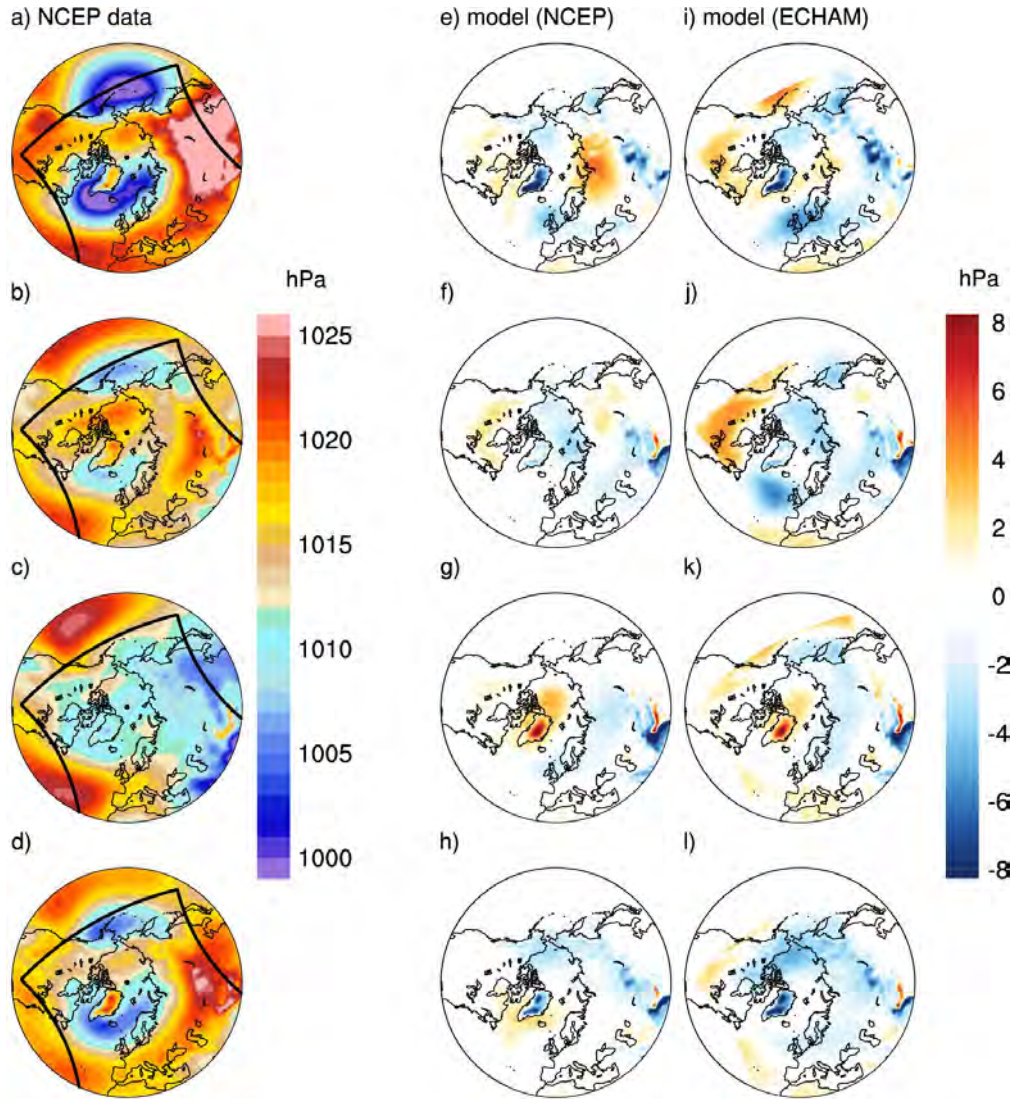 a) NCEP data
e) model (NCEP)
i) model (ECHAM)
hPa
b)
f)
j)
hPa
1025
1020
1015
1010
1005
1000
8
6
4
2
0
-2
-4
-6
-8
c)
g)
k)
d)
h)
l)